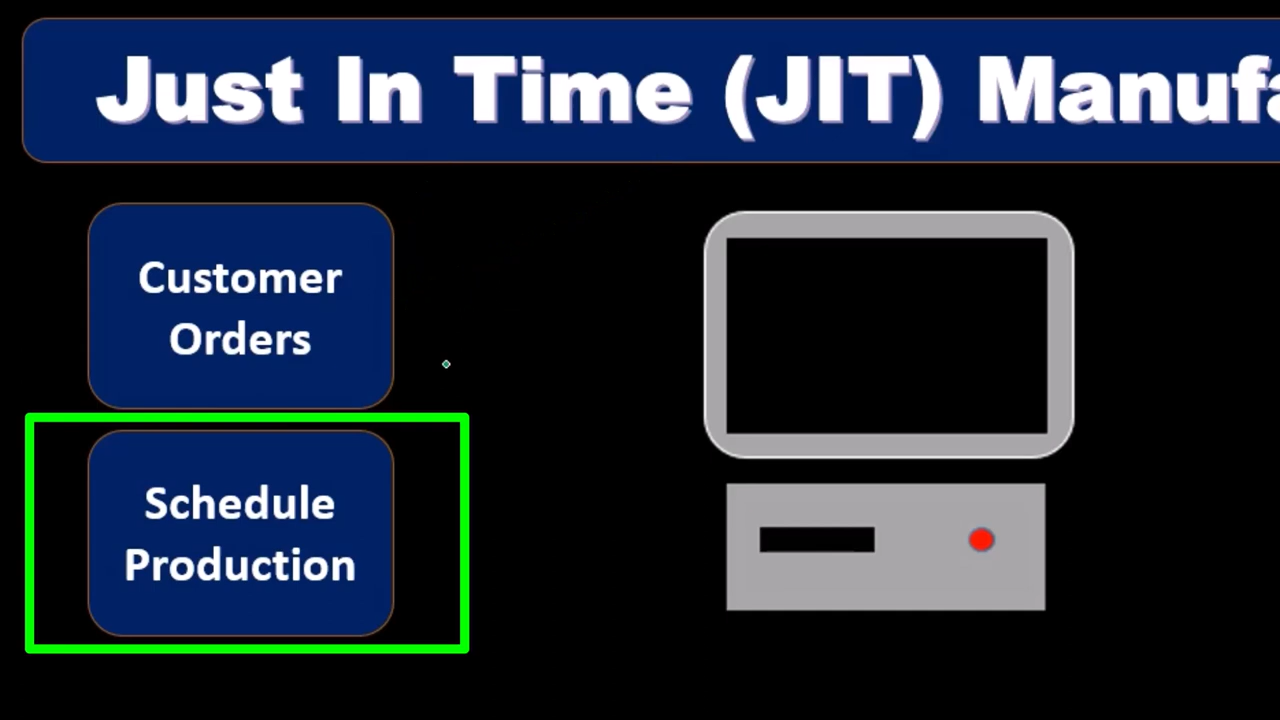 Just In Time (JIT) Manufa
Customer
Orders
Schedule
Production